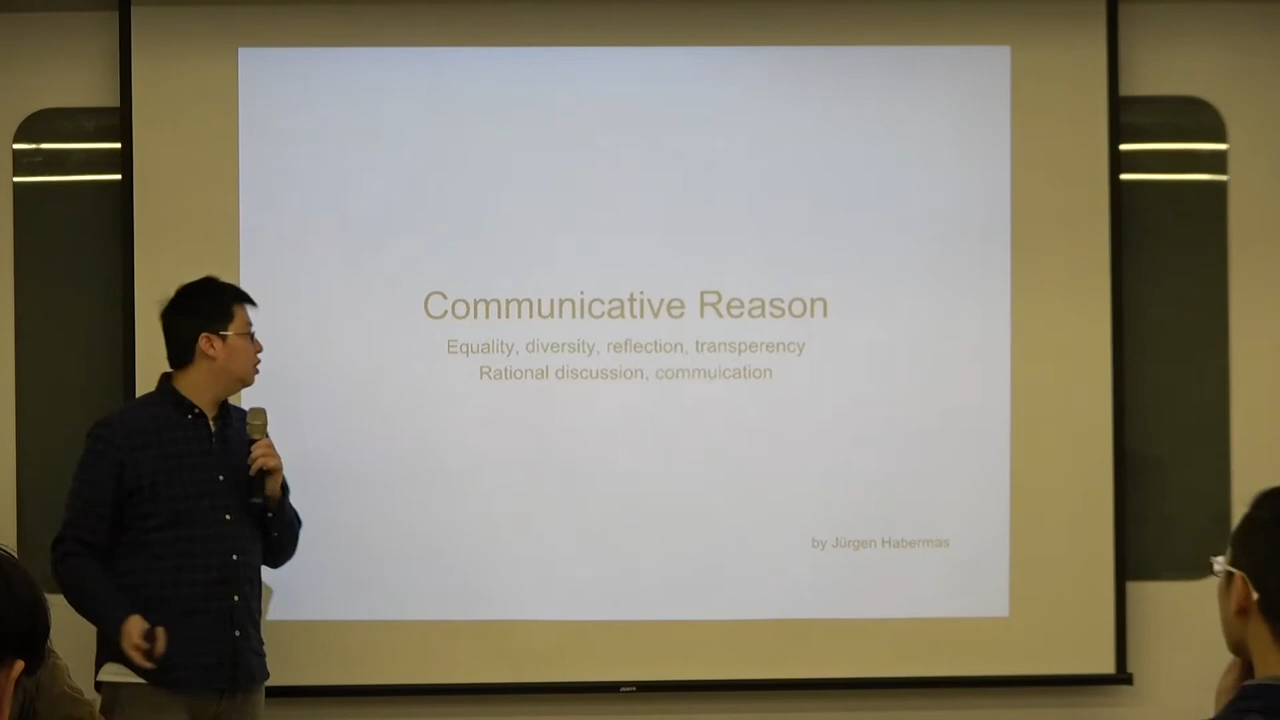 Communicative Reason
Equality, diversity, reflection, transperency
Rational discussion, commuication
by Jürgen Habermas